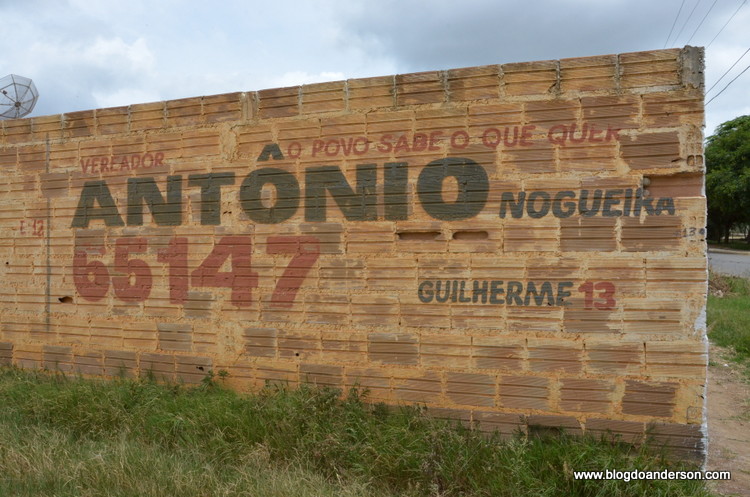 O POVO SABE O QUE QUER
VEREADOR
ANTÔNIO NOGUEIRA
65147
GUILHERME 13
www.blogdoanderson.com